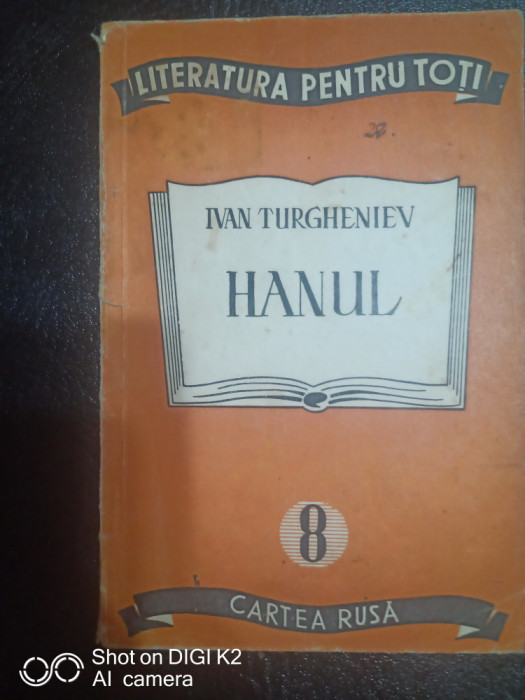 LITERATURA PENTRU TOȚI
IVAN TURGHENIEV
HANUL
8
CARTEA RUSĂ
Shot on DIGI K2
AI camera